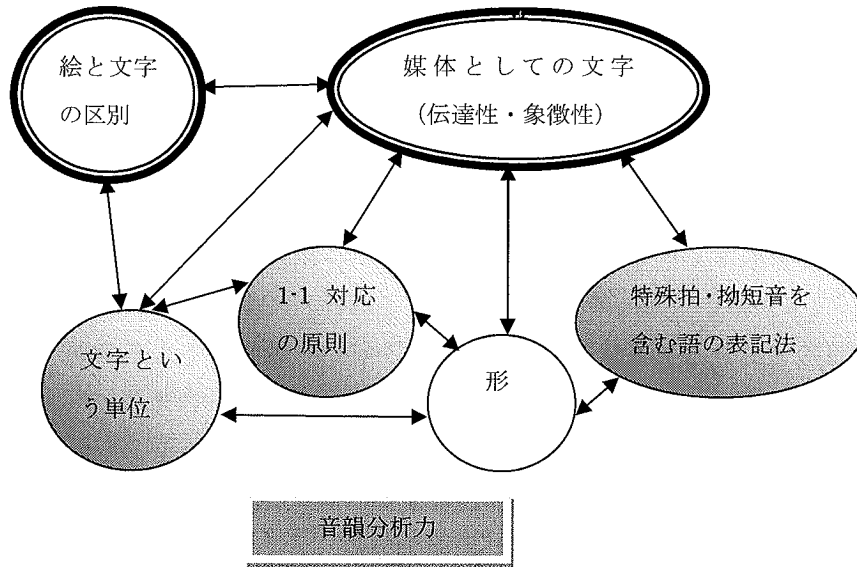 絵と文字
の区別
媒体としての文字
(伝達性・象徴性)
1-1 対応
の原則
特殊拍・拗短音を
含む語の表記法
文字とい
う単位
形
音韻分析力